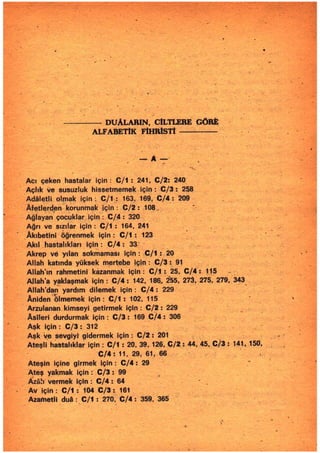 DUÂLARIN, CİLTLERE GÖRE
ALFABETİK FİHRİSTİ
— A —
Acı çeken hastalar için : C/1 : 241, C/2: 240
Açlık ve susuzluk hissetmemek için : C/3 : 258
Adâletli olmak için : C/1 : 163, 169, C/4 : 209
Âfetlerden korunmak için : C/2 : 108.
Ağlayan çocuklar için : C/4 : 320
Ağrı ve sızılar için : C/1 : 164, 241
Âkıbetini öğrenmek için : C/1 : 123
Akıl hastalıkları için : C/4 : 33
Akrep ve yılan sokmaması için : C/1 : 20
Allah katında yüksek mertebe için : C/3 : 91
Allah'ın rahmetini kazanmak için : C/1 : 25, C/4 : 115
Allah'a yaklaşmak için : C/4 : 142, 186, 255, 273, 275, 279, 343
Allah'dan yardım dilemek için : C/4 : 229
Âniden ölmemek için : C/1 : 102, 115
Arzulanan kimseyi getirmek için : C/2 : 229
Âsîleri durdurmak için : C/3 : 169 C/4 : 306
Aşk için : C/3 : 312
Aşk ve sevgiyi gidermek için : C/2 : 201
Ateşli hastalıklar için : C/1 : 20, 39, 126, C/2 : 44, 45, C/3 : 141, 150,
C/4 : 11, 29, 61, 66
Ateşin içine girmek için : C/4 : 29
Ateş yakmak için : C/3 : 99
Azâb vermek için : C/4 : 64
Av için : C/1 : 104 C/3 : 161
Azametli duâ : C/1 : 270, C/4 : 359, 365